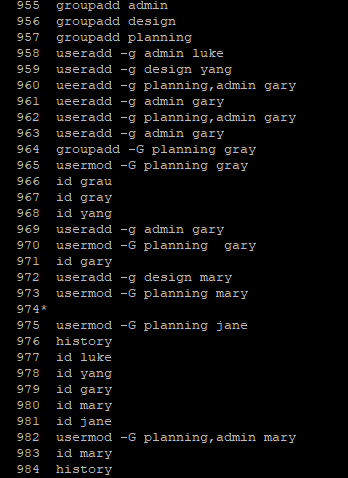 955 groupadd admin
956 groupadd design
957 groupadd planning
958 useradd -g admin luke
959 useradd -g design yang
960 ueeradd -g planning,admin gary
961 ueeradd -g admin gary
962 useradd -g planning,admin gary
963 useradd -g admin gary
964 groupadd -G planning gray
965 usermod -G planning gray
966 id grau
967 id gray
968 id yang
969 useradd -g admin gary
970 usermod -G planning  gary
971 id gary
972 useradd -g design mary
973 usermod -G planning mary
974*
975 usermod -G planning jane
976 history
977 id luke
978 id yang
979 id gary
980 id mary
981 id jane
982 usermod -G planning,admin mary
983 id mary
984 history